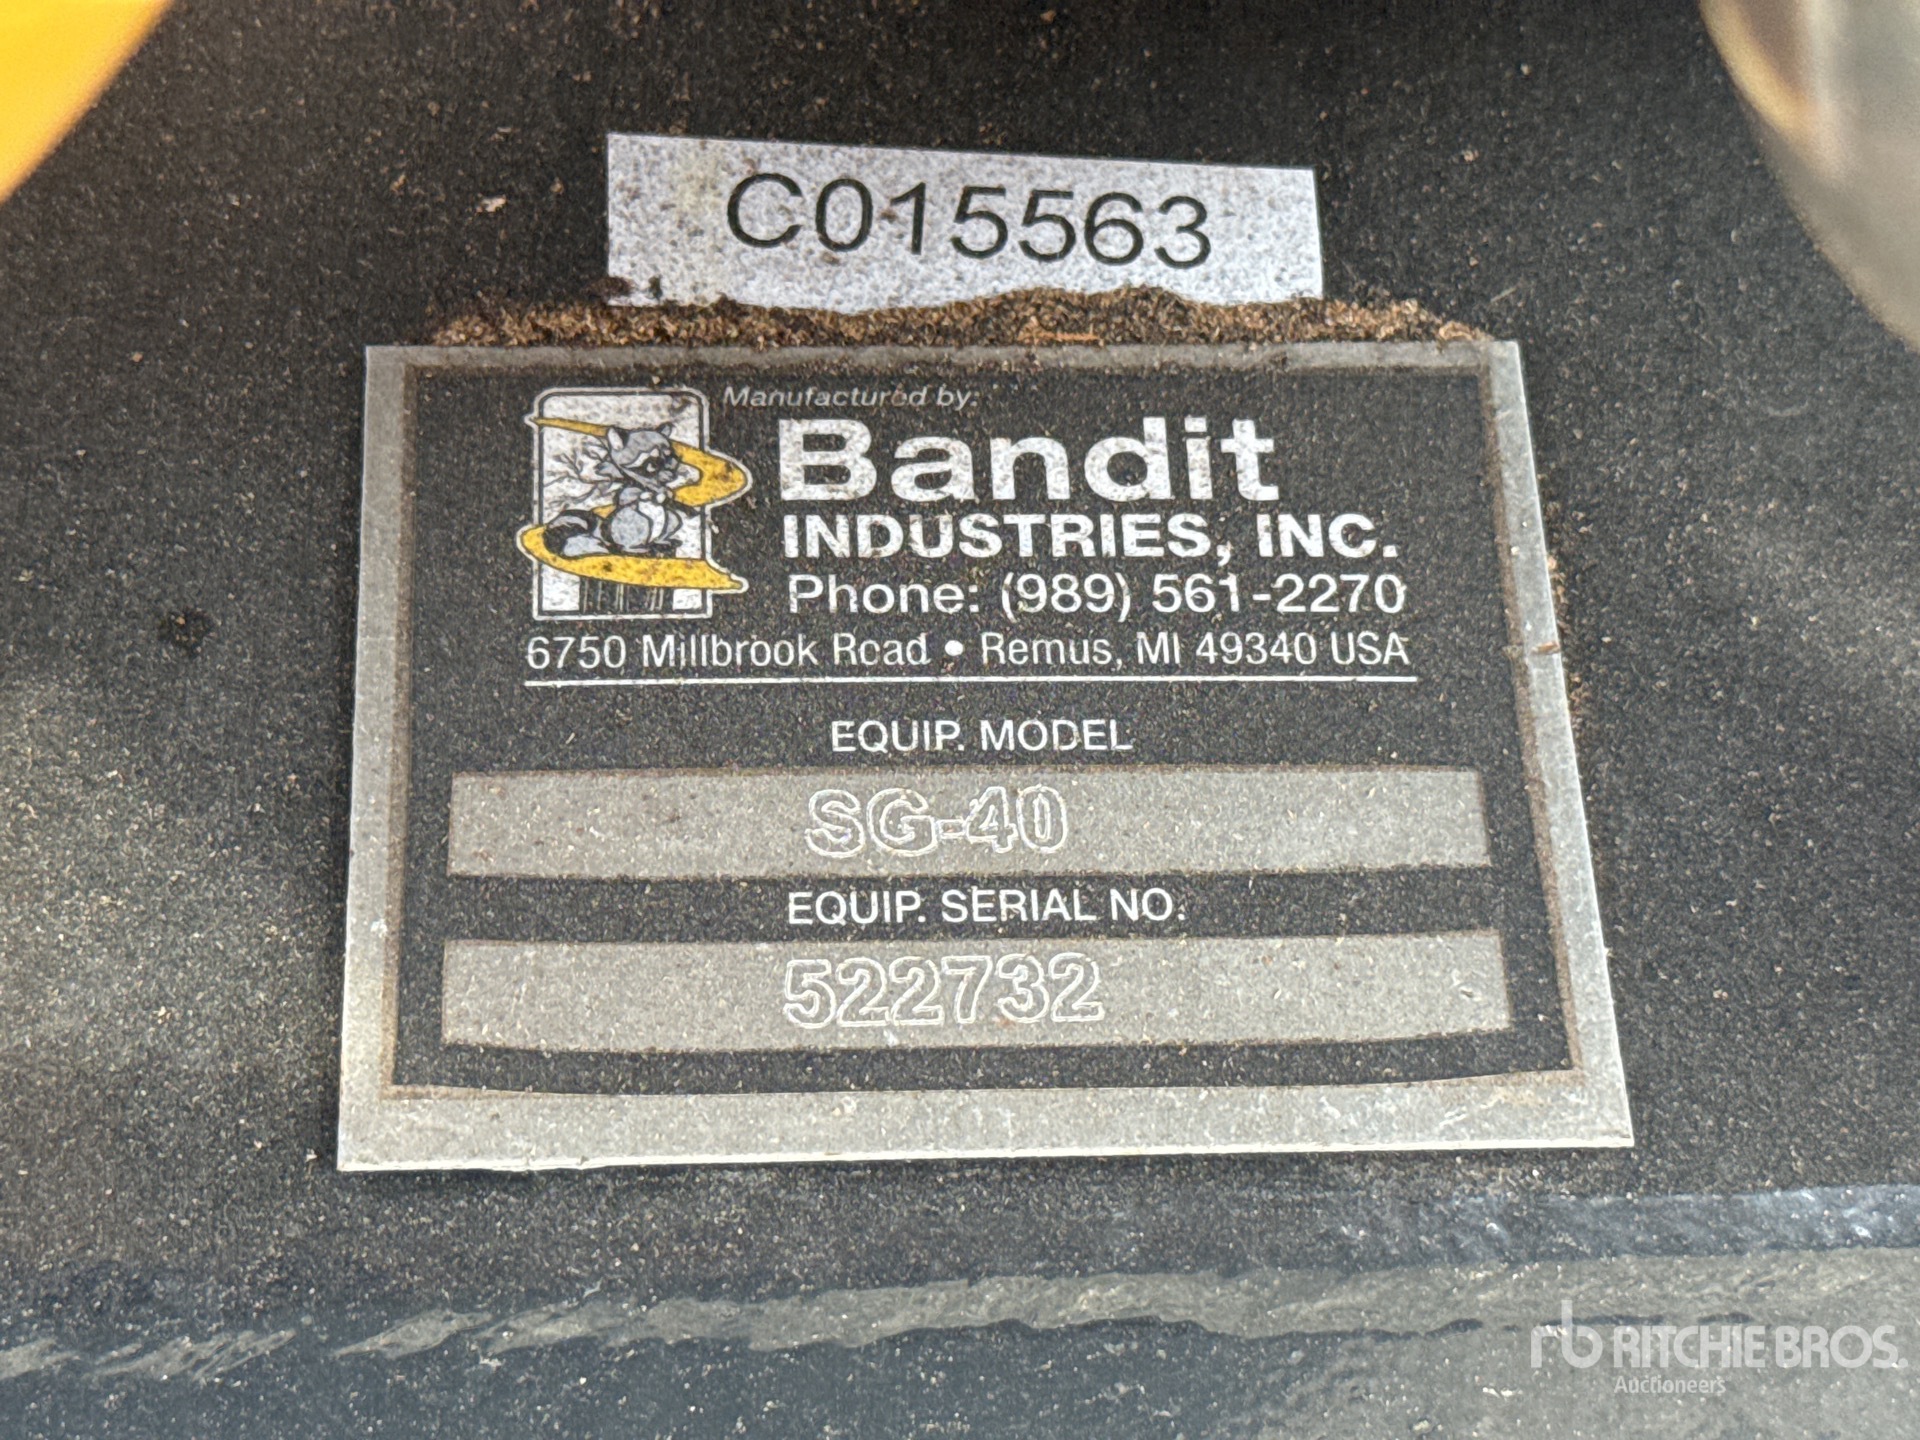 C015563
Manufactured by:
Bandit
INDUSTRIES, INC.
Phone: (989) 561-2270
6750 Millbrook Road • Remus, MI 49340 USA
EQUIP. MODEL
SG-40
EQUIP. SERIAL NO.
522732
rb RITCHIE BROS.
Auctioneers